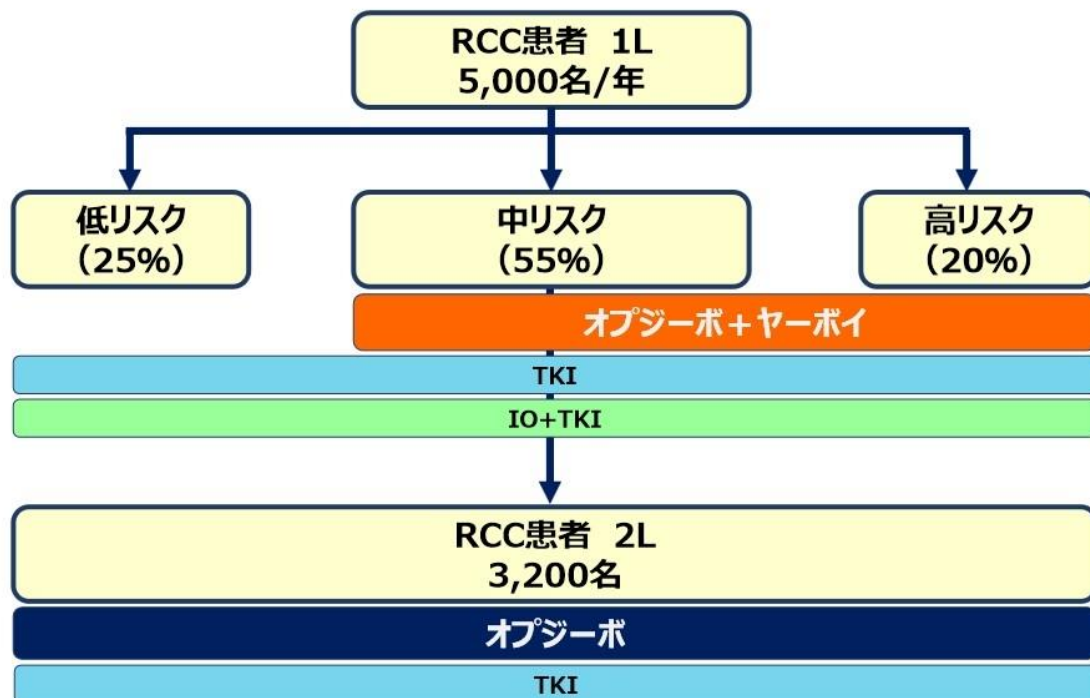 RCC患者 1L
5,000名/年
低リスク
（25%）
中リスク
（55%）
高リスク
（20%）
オプジーボ＋ヤーボイ
TKI
IO+TKI
RCC患者 2L
3,200名
オプジーボ
TKI